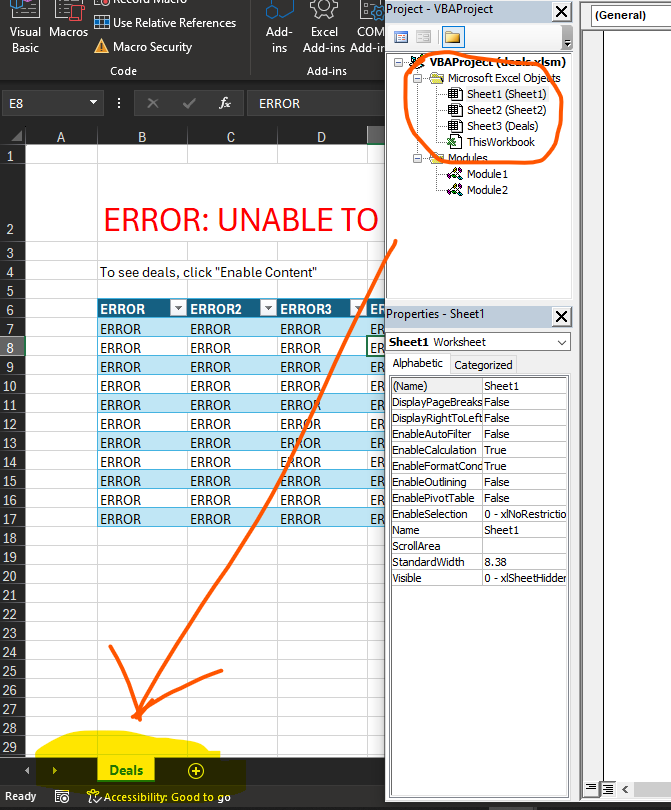 Record Macro
Visual Basic
Macros
Use Relative References
Macro Security
Code
Add-ins
Excel Add-ins
COM
Add-ins
E8
fx
ERROR
A B C D
1
2 ERROR: UNABLE TO
3
4 To see deals, click "Enable Content"
5
6 ERROR ERROR2 ERROR3
7 ERROR ERROR ERROR
8 ERROR ERROR ERROR
9 ERROR ERROR ERROR
10 ERROR ERROR ERROR
11 ERROR ERROR ERROR
12 ERROR ERROR ERROR
13 ERROR ERROR ERROR
14 ERROR ERROR ERROR
15 ERROR ERROR ERROR
16 ERROR ERROR ERROR
17 ERROR ERROR ERROR
18
19
20
21
22
23
24
25
26
27
28
29
Deals
Ready
Accessibility: Good to go
Project - VBAProject
VBAProject (deals.xlsm)
Microsoft Excel Objects
Sheet1 (Sheet1)
Sheet2 (Sheet2)
Sheet3 (Deals)
ThisWorkbook
Modules
Module1
Module2
Properties - Sheet1
Sheet1 Worksheet
Alphabetic Categorized
(Name) Sheet1
DisplayPageBreaks False
DisplayRightToLeft False
EnableAutoFilter False
EnableCalculation True
EnableFormatCond True
EnableOutlining False
EnablePivotTable False
EnableSelection 0 - xlNoRestriction
Name Sheet1
ScrollArea
StandardWidth 8.38
Visible 0 - xlSheetHidden
(General)